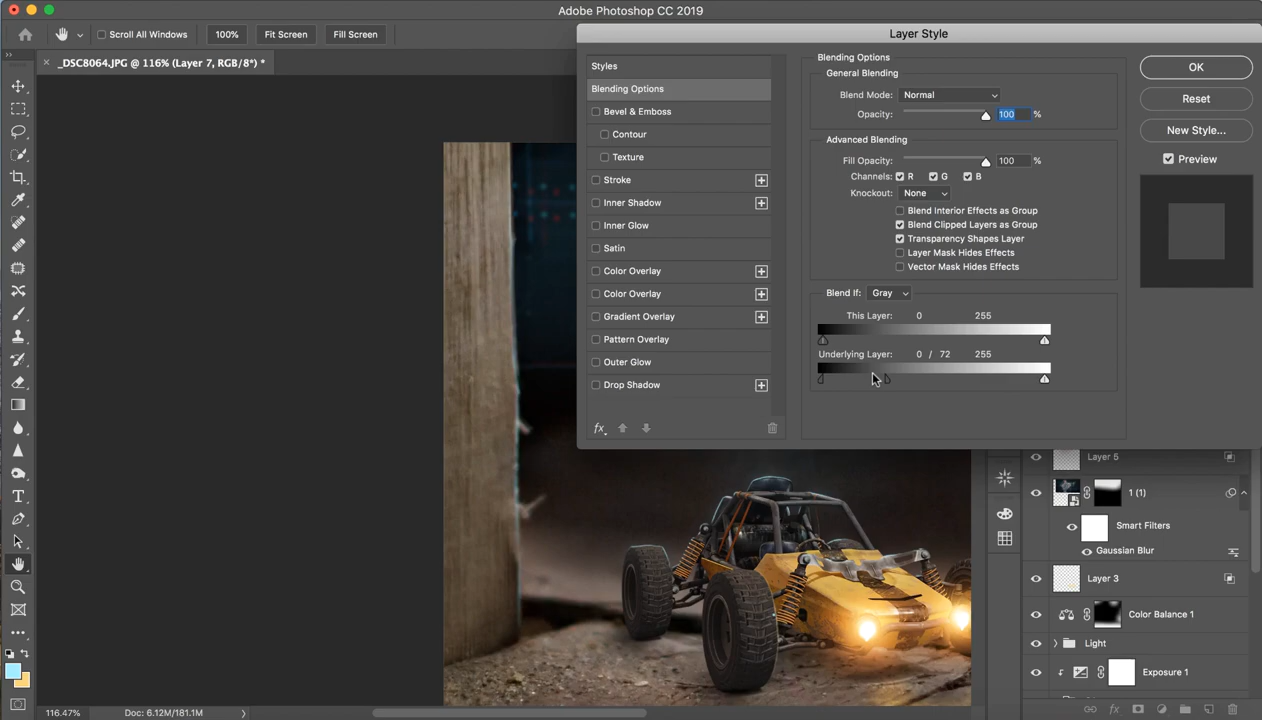 Adobe Photoshop CC 2019
Scroll All Windows
100%
Fit Screen
Fill Screen
Layer Style
_DSC8064.JPG @ 116% (Layer 7, RGB/8*) *
Styles
Blending Options
Bevel & Emboss
Contour
Texture
Stroke
Inner Shadow
Inner Glow
Satin
Color Overlay
Color Overlay
Gradient Overlay
Pattern Overlay
Outer Glow
Drop Shadow
fx
Blending Options
General Blending
Blend Mode: Normal
Opacity: 100 %
Advanced Blending
Fill Opacity: 100 %
Channels: R G B
Knockout: None
Blend Interior Effects as Group
Blend Clipped Layers as Group
Transparency Shapes Layer
Layer Mask Hides Effects
Vector Mask Hides Effects
Blend If: Gray
This Layer: 0 255
Underlying Layer: 0 / 72 255
OK
Reset
New Style...
Preview
Layer 5
1 (1)
Smart Filters
Gaussian Blur
Layer 3
Color Balance 1
Light
Exposure 1
fx
116.47%
Doc: 6.12M/181.1M